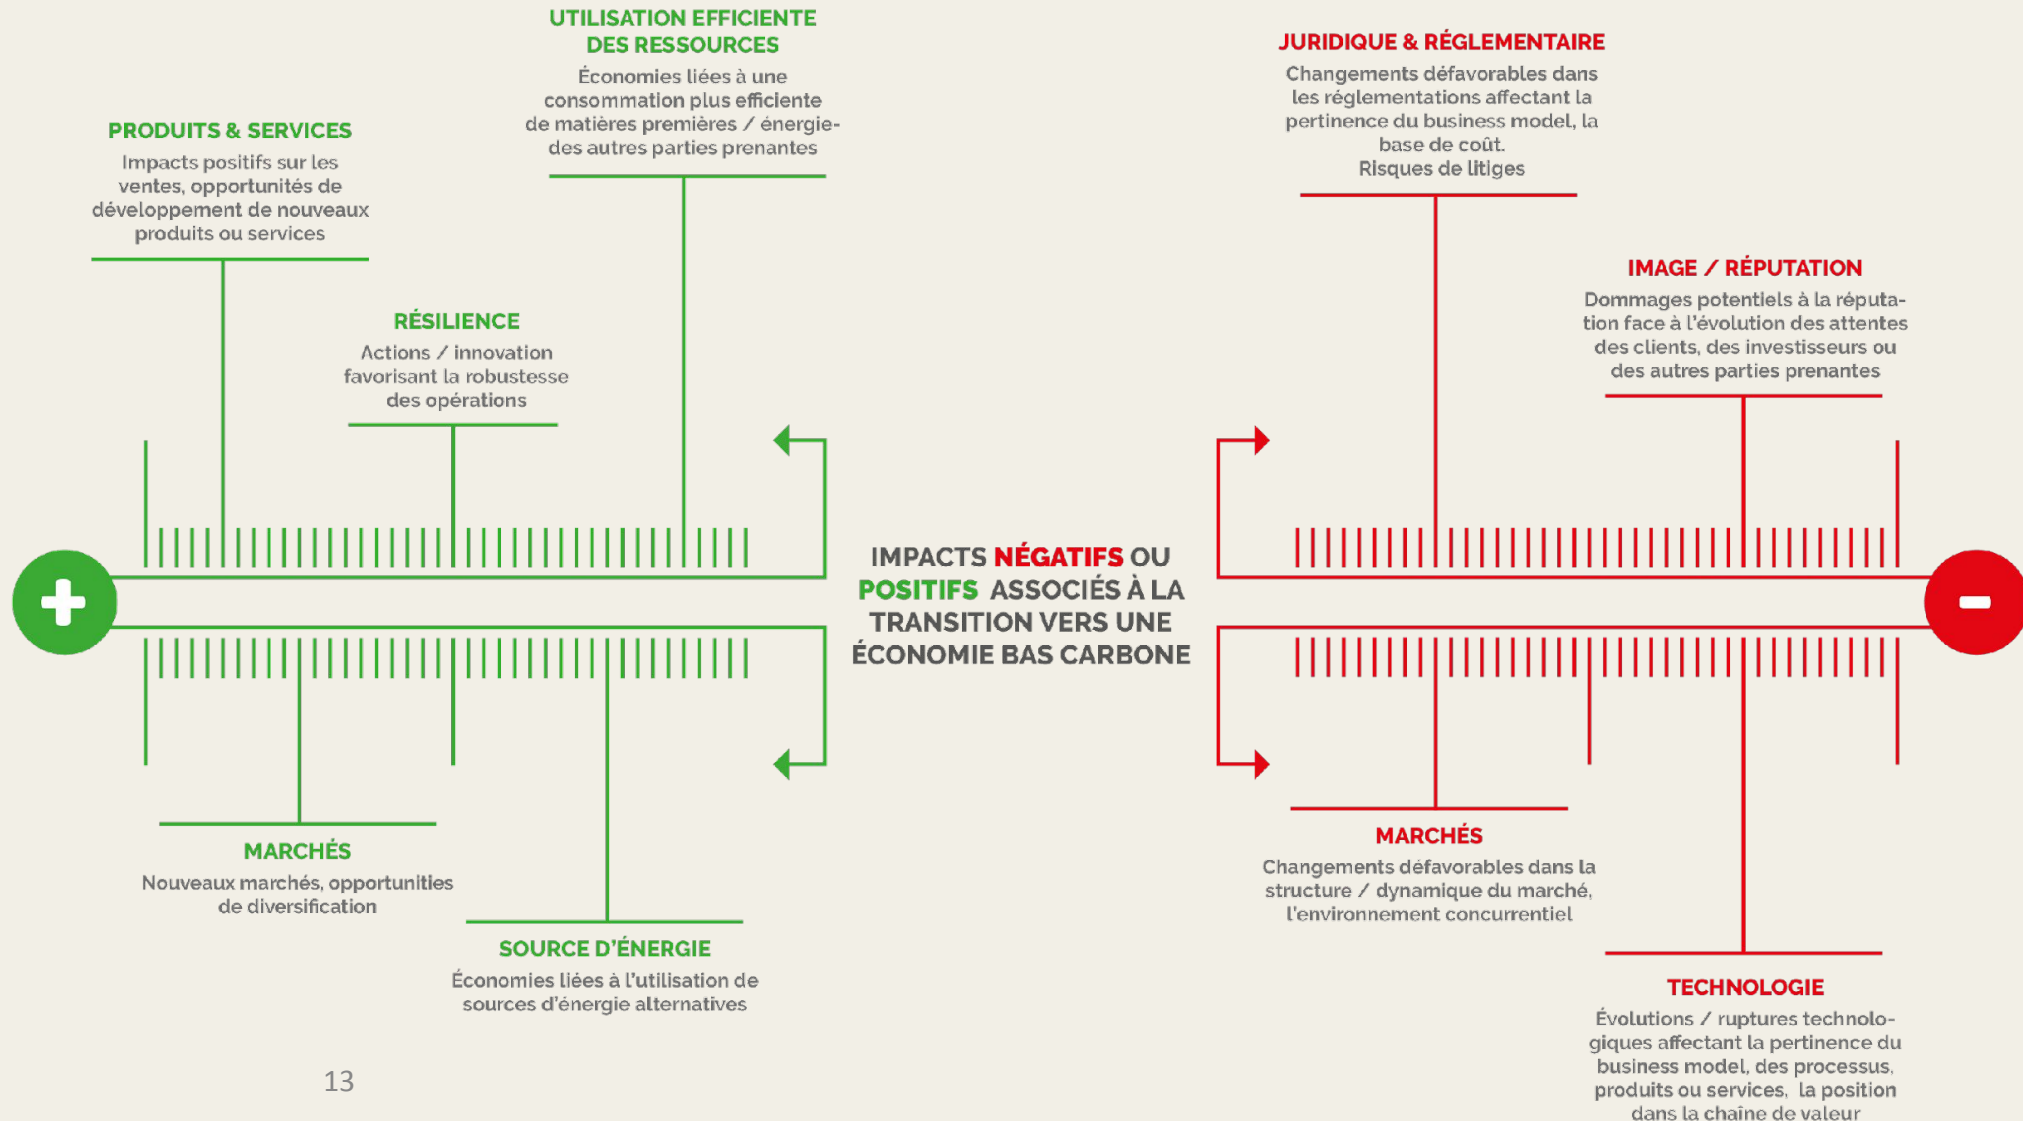 UTILISATION EFFICIENTE
DES RESSOURCES
Économies liées à une
consommation plus efficiente
de matières premières / énergie-
des autres parties prenantes
PRODUITS & SERVICES
Impacts positifs sur les
ventes, opportunités de
développement de nouveaux
produits ou services
RÉSILIENCE
Actions / innovation
favorisant la robustesse
des opérations
JURIDIQUE & RÉGLEMENTAIRE
Changements défavorables dans
les réglementations affectant la
pertinence du business model, la
base de coût.
Risques de litiges
IMAGE / RÉPUTATION
Dommages potentiels à la réputa-
tion face à l'évolution des attentes
des clients, des investisseurs ou
des autres parties prenantes
+
IMPACTS NÉGATIFS OU
POSITIFS ASSOCIÉS À LA
TRANSITION VERS UNE
ÉCONOMIE BAS CARBONE
-
MARCHÉS
Nouveaux marchés, opportunities
de diversification
SOURCE D'ÉNERGIE
Économies liées à l'utilisation de
sources d'énergie alternatives
MARCHÉS
Changements défavorables dans la
structure / dynamique du marché,
l'environnement concurrentiel
TECHNOLOGIE
Évolutions / ruptures technolo-
giques affectant la pertinence du
business model, des processus,
produits ou services, la position
dans la chaîne de valeur
13